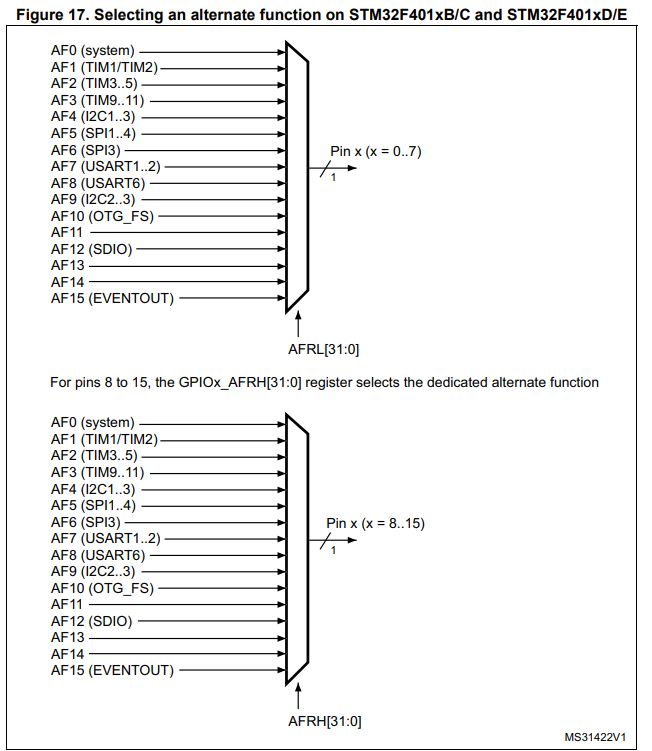 Figure 17. Selecting an alternate function on STM32F401xB/C and STM32F401xD/E
AF0 (system)
AF1 (TIM1/TIM2)
AF2 (TIM3..5)
AF3 (TIM9..11)
AF4 (I2C1..3)
AF5 (SPI1..4)
AF6 (SPI3)
AF7 (USART1..2)
AF8 (USART6)
AF9 (I2C2..3)
AF10 (OTG_FS)
AF11
AF12 (SDIO)
AF13
AF14
AF15 (EVENTOUT)
Pin x (x = 0..7)
1
AFRL[31:0]
For pins 8 to 15, the GPIOx_AFRH[31:0] register selects the dedicated alternate function
AF0 (system)
AF1 (TIM1/TIM2)
AF2 (TIM3..5)
AF3 (TIM9..11)
AF4 (I2C1..3)
AF5 (SPI1..4)
AF6 (SPI3)
AF7 (USART1..2)
AF8 (USART6)
AF9 (I2C2..3)
AF10 (OTG_FS)
AF11
AF12 (SDIO)
AF13
AF14
AF15 (EVENTOUT)
Pin x (x = 8..15)
1
AFRH[31:0]
MS31422V1